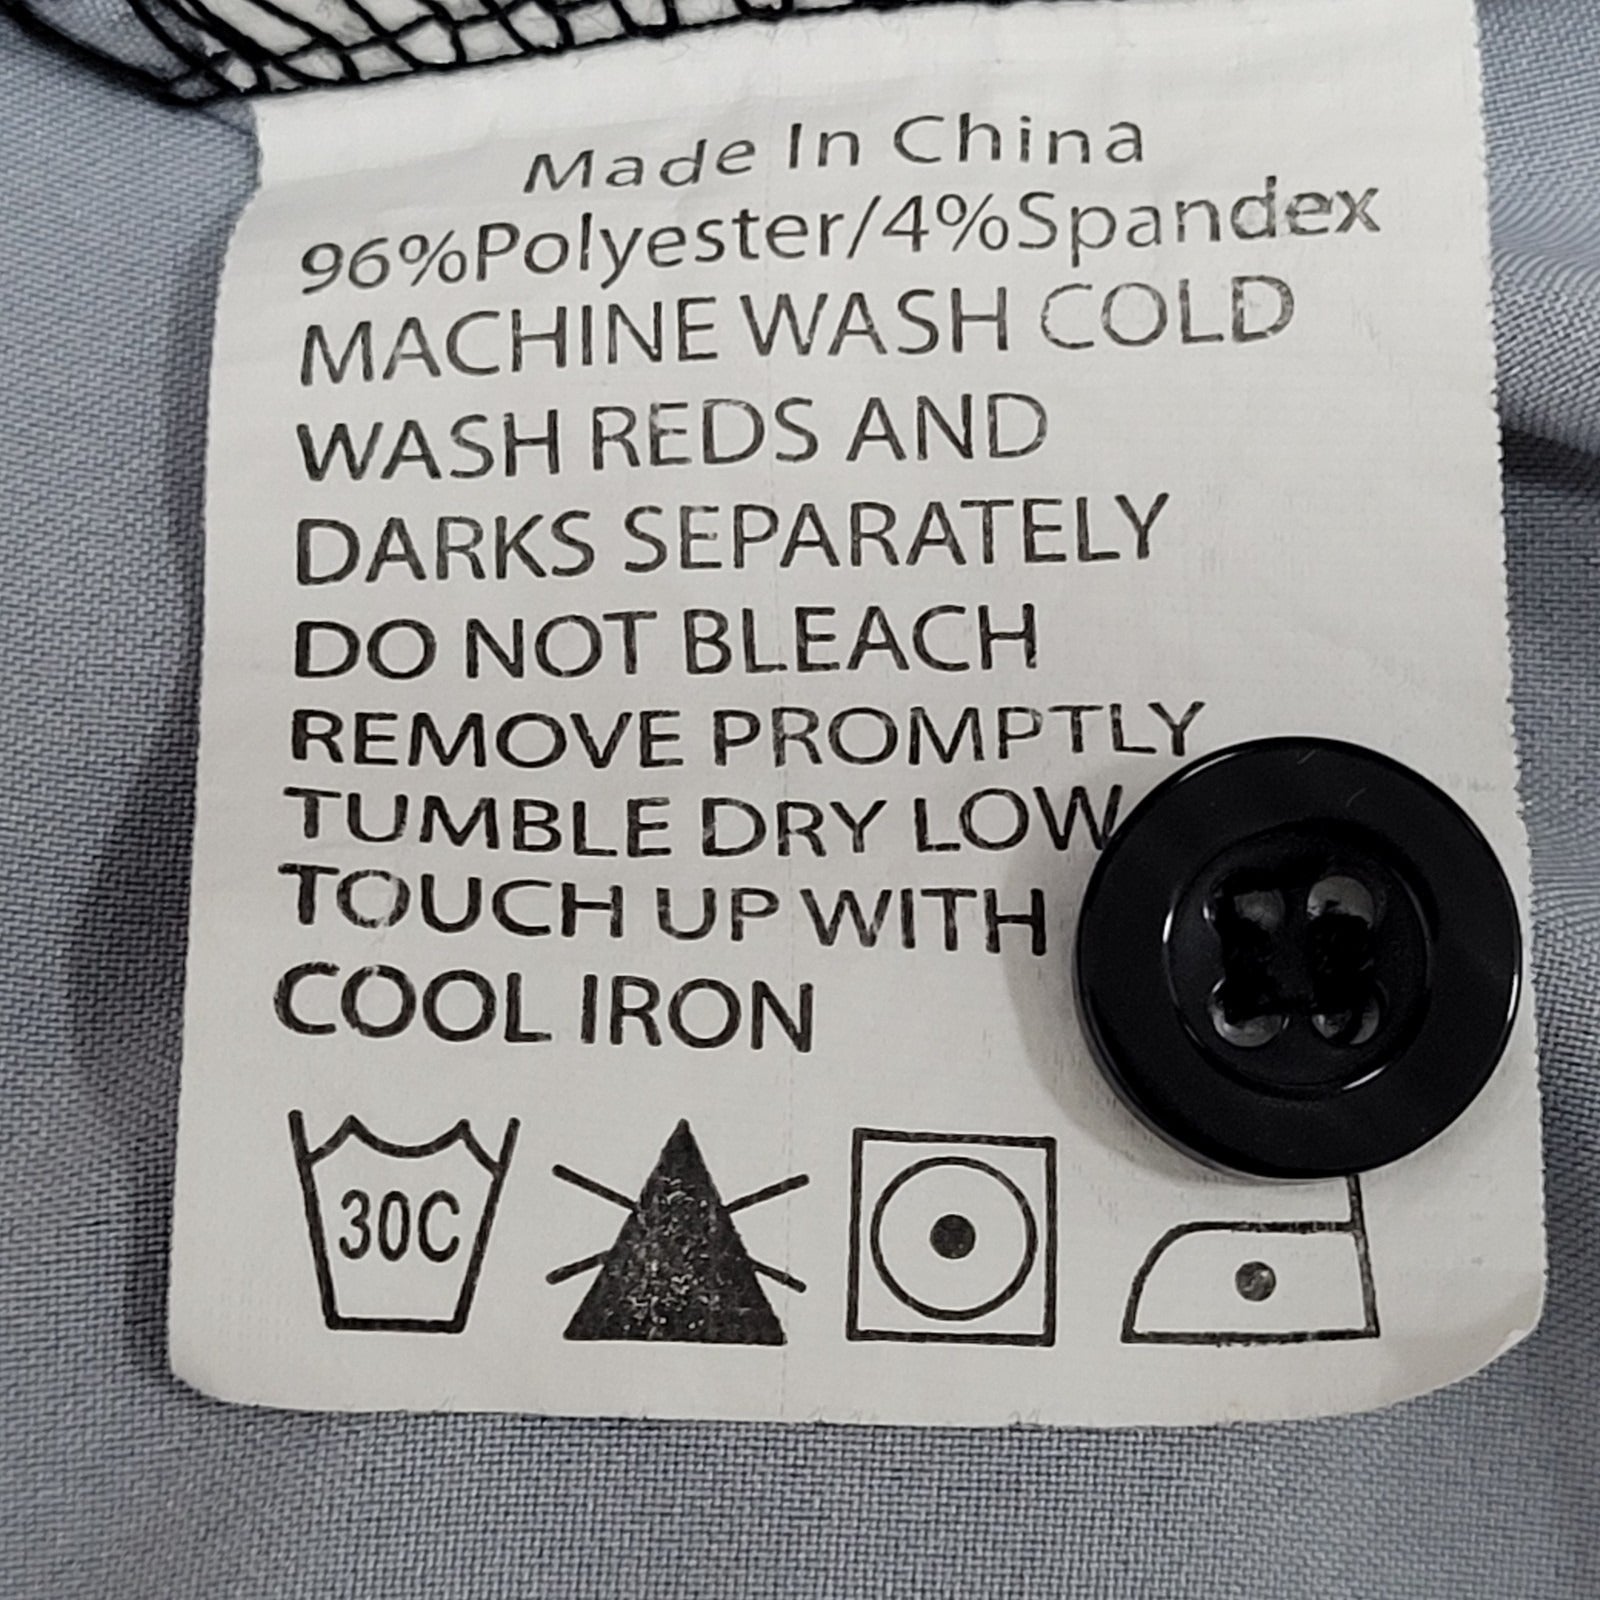 Made In China
96%Polyester/4%Spandex
MACHINE WASH COLD
WASH REDS AND
DARKS SEPARATELY
DO NOT BLEACH
REMOVE PROMPTLY
TUMBLE DRY LOW
TOUCH UP WITH
COOL IRON
30C